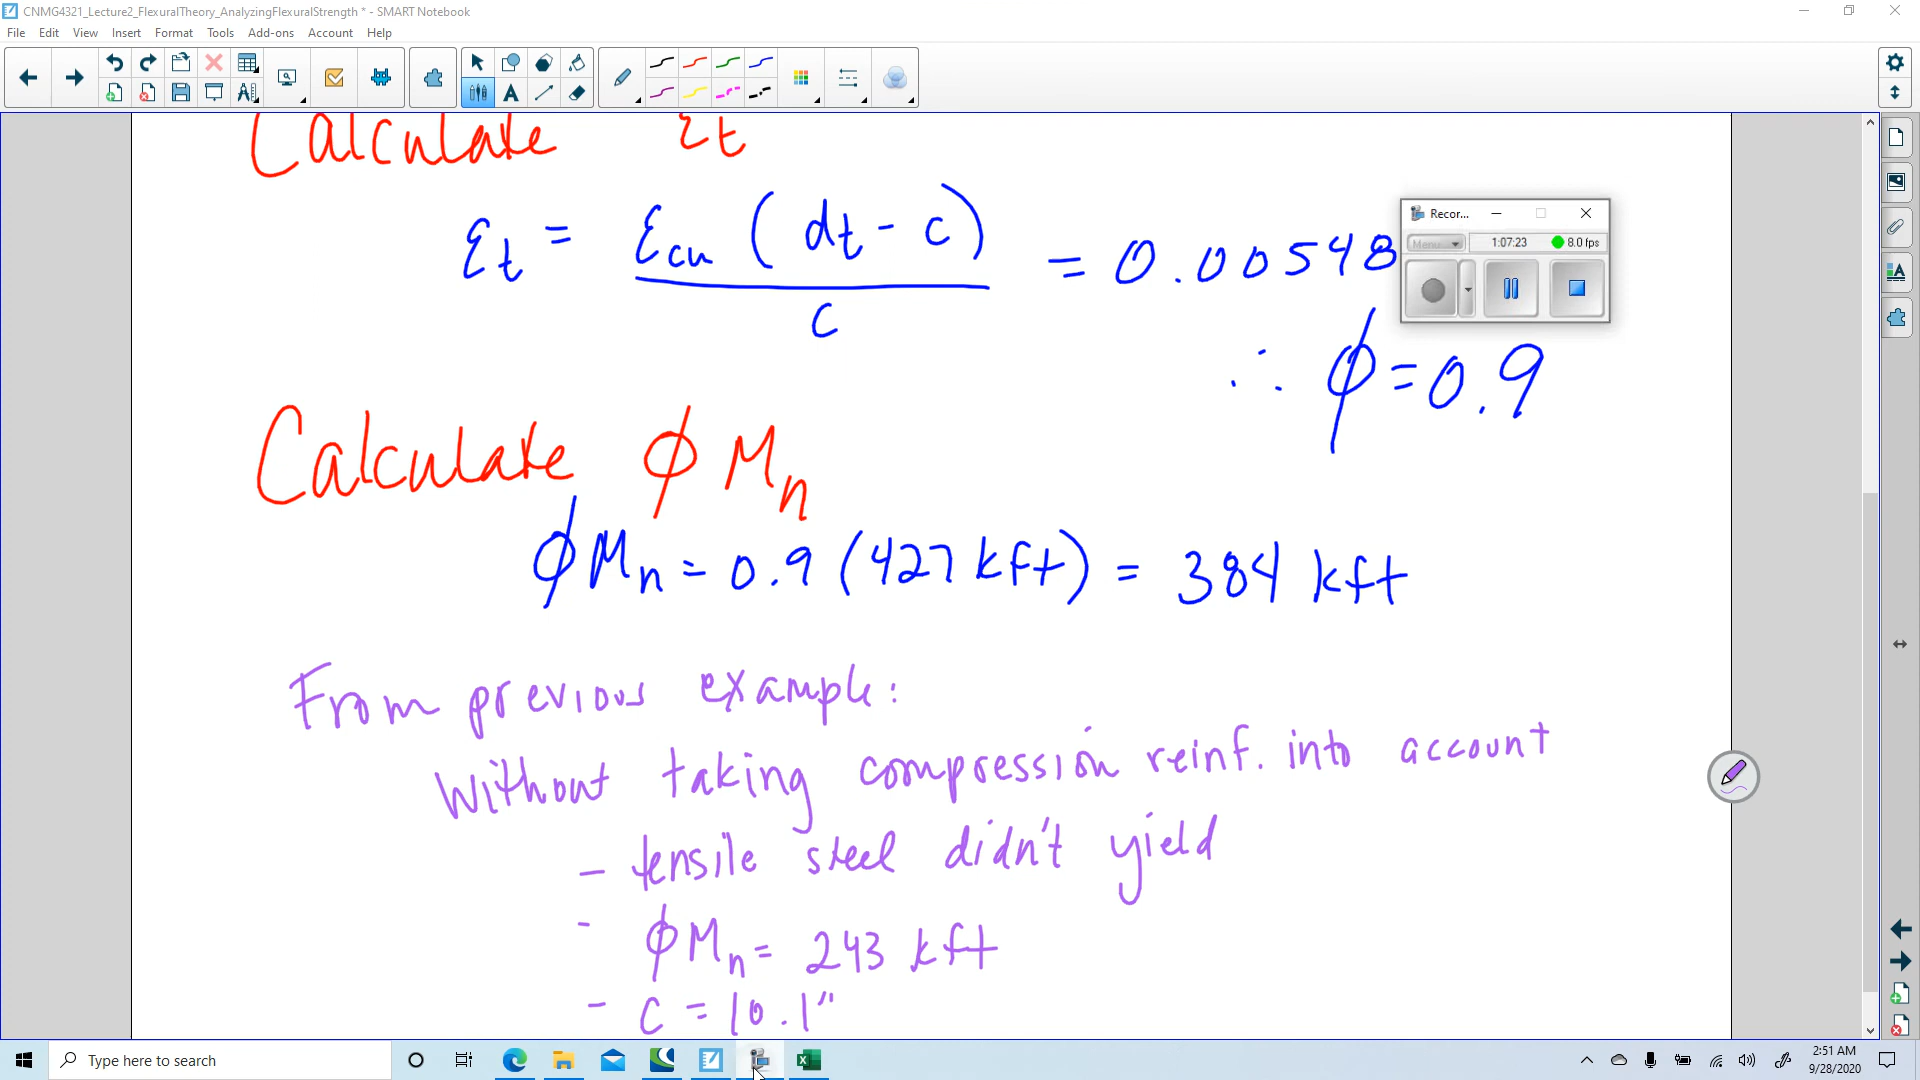 CNMG4321_Lecture2_FlexuralTheory_AnalyzingFlexuralStrength * - SMART Notebook
File Edit View Insert Format Tools Add-ons Account Help
Calculate εt
εt = εcu (dt - c) / c = 0.00548
Recor...
Menu
1:07:23
8.0 fps
∴ ϕ = 0.9
Calculate ϕ Mn
ϕMn = 0.9 (427 kft) = 384 kft
From previous example:
Without taking compression reinf. into account
- tensile steel didn't yield
- ϕMn = 243 kft
- c = 10.1"
Type here to search
2:51 AM
9/28/2020